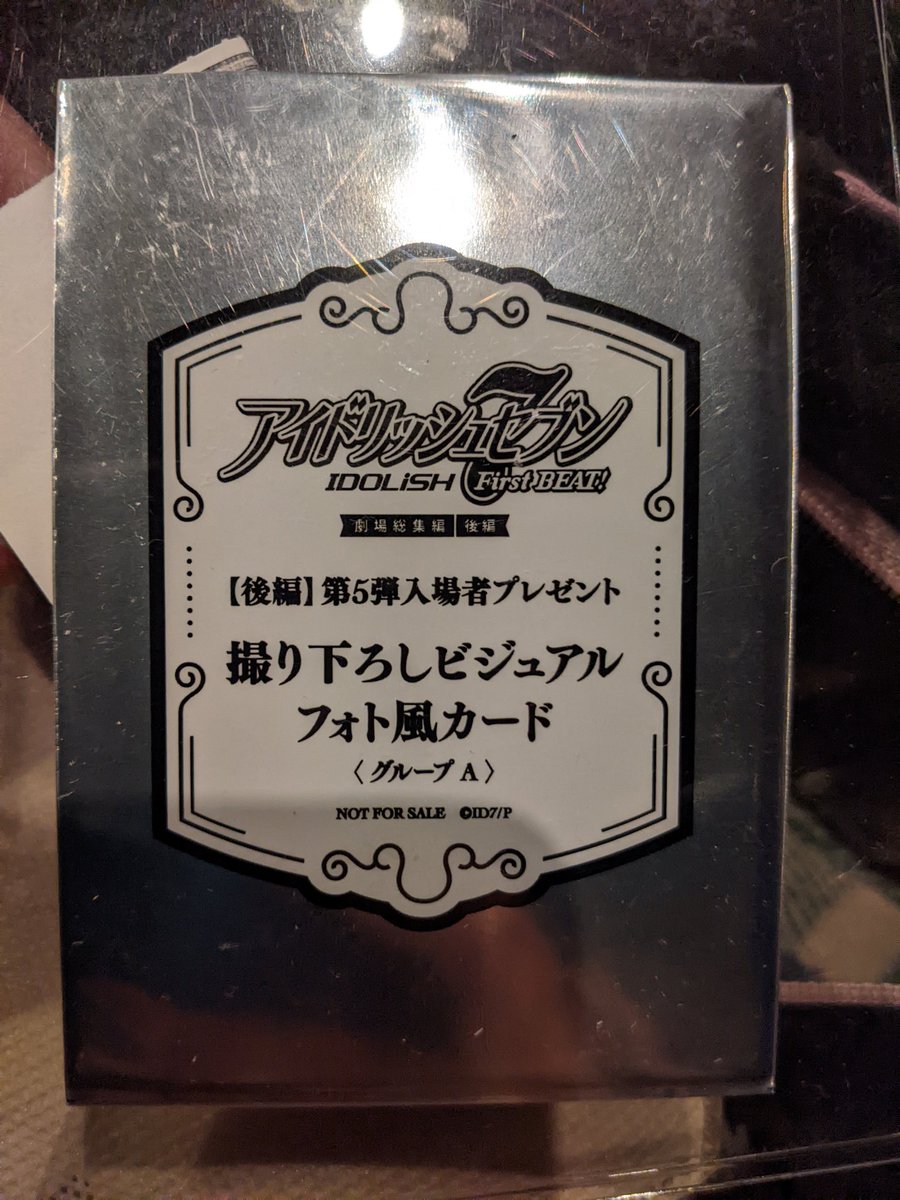 アイドリッシュセブン
IDOLiSH 7 First BEAT!
劇場総集編 後編
【後編】第5弾入場者プレゼント
撮り下ろしビジュアル
フォト風カード
〈グループA〉
NOT FOR SALE ©ID7/P